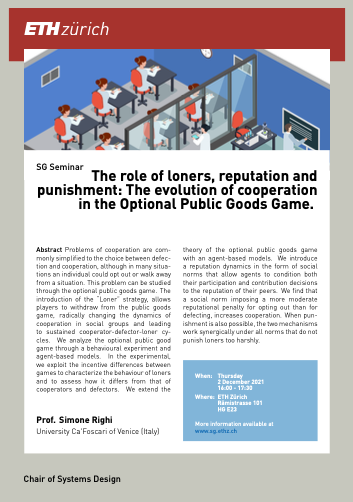 ETH zürich
SG Seminar
The role of loners, reputation and
punishment: The evolution of cooperation
in the Optional Public Goods Game.
Abstract Problems of cooperation are com-
monly simplified to the choice between defec-
tion and cooperation, although in many situa-
tions an individual could opt out or walk away
from a situation. This problem can be studied
through the optional public goods game. The
introduction of the "Loner" strategy, allows
players to withdraw from the public goods
game, radically changing the dynamics of
cooperation in social groups and leading
to sustained cooperator-defector-loner cy-
cles. We analyze the optional public good
game through a behavioural experiment and
agent-based models. In the experimental,
we exploit the incentive differences between
games to characterize the behaviour of loners
and to assess how it differs from that of
cooperators and defectors. We extend the
theory of the optional public goods game
with an agent-based models. We introduce
a reputation dynamics in the form of social
norms that allow agents to condition both
their participation and contribution decisions
to the reputation of their peers. We find that
a social norm imposing a more moderate
reputational penalty for opting out than for
defecting, increases cooperation. When pun-
ishment is also possible, the two mechanisms
work synergically under all norms that do not
punish loners too harshly.
When: Thursday
2 December 2021
16:00 - 17:30
Where: ETH Zürich
Rämistrasse 101
HG E23
More information available at
www.sg.ethz.ch
Prof. Simone Righi
University Ca'Foscari of Venice (Italy)
Chair of Systems Design